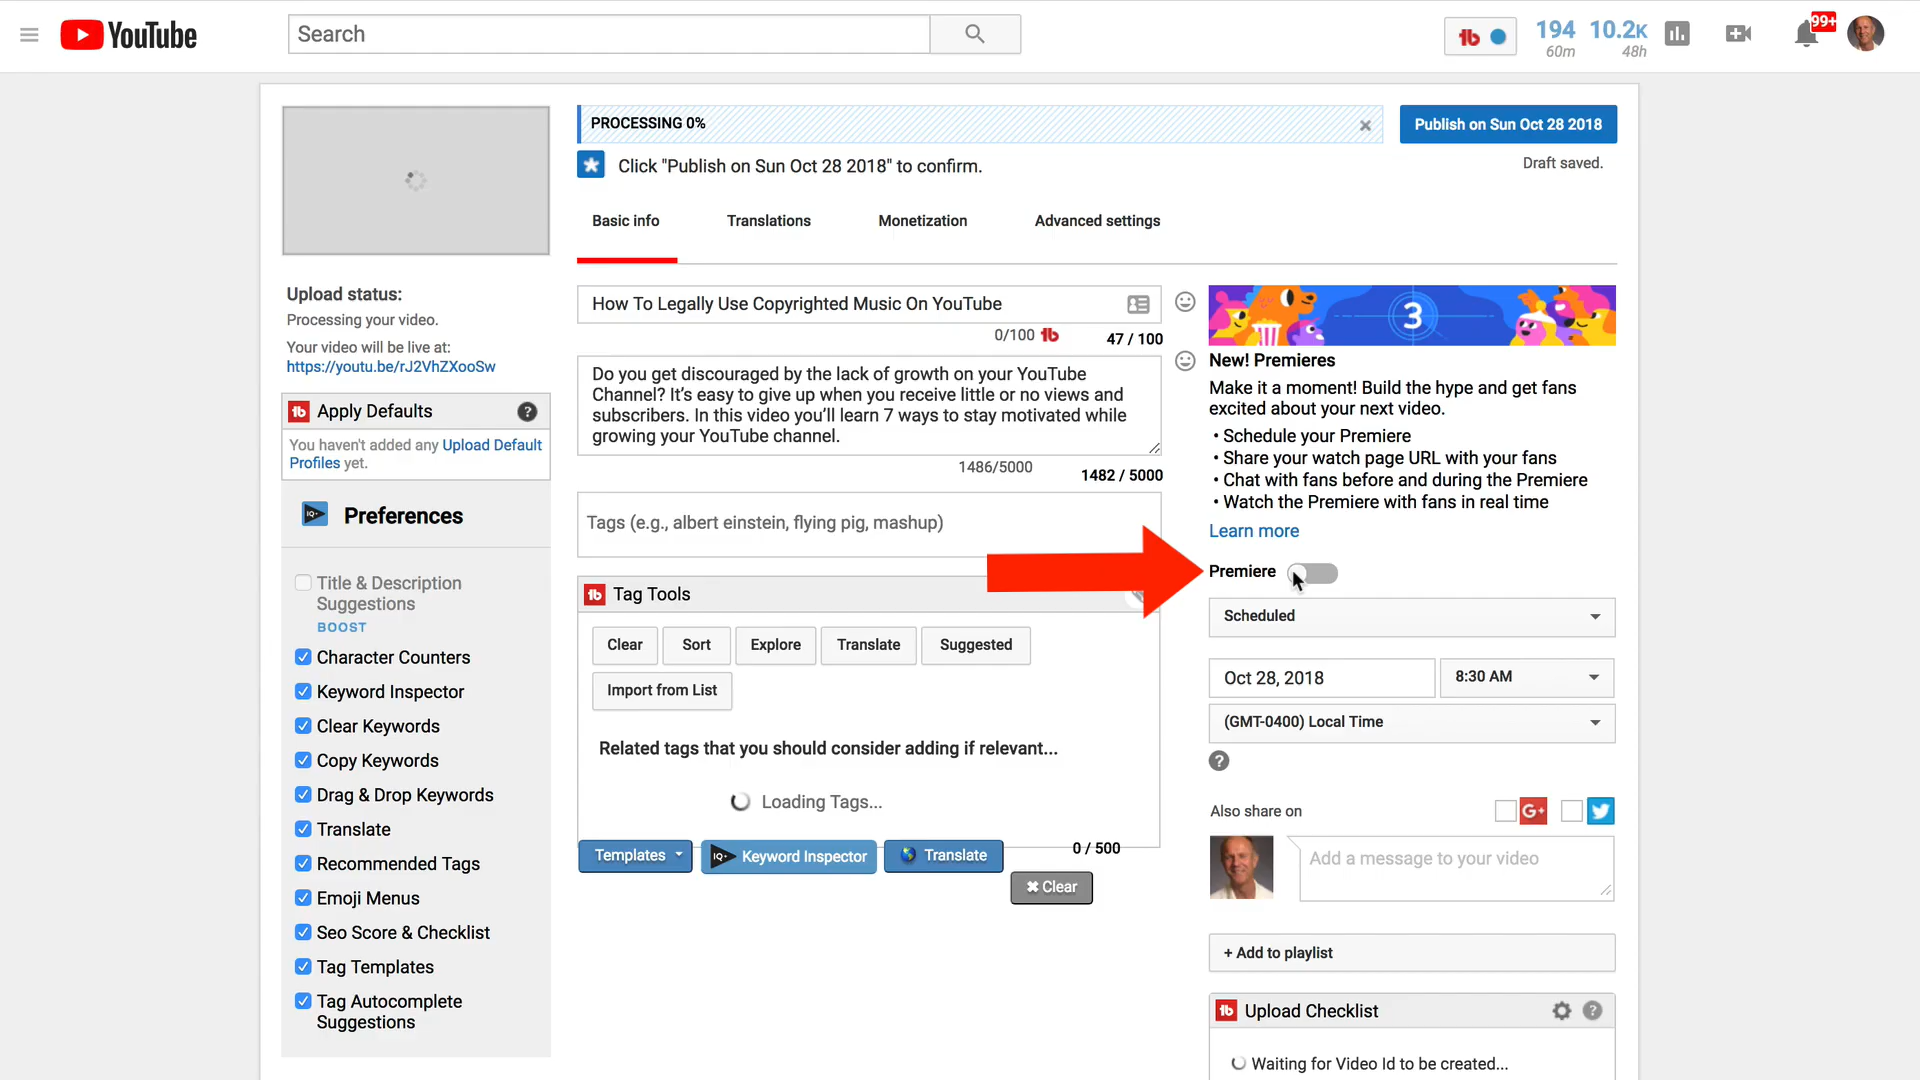 YouTube
Search
194
60m
10.2K
48h
99+
PROCESSING 0%
Publish on Sun Oct 28 2018
Click "Publish on Sun Oct 28 2018" to confirm.
Draft saved.
Basic info
Translations
Monetization
Advanced settings
Upload status:
Processing your video.
Your video will be live at:
https://youtu.be/rJ2VhZXooSw
Apply Defaults
?
You haven't added any Upload Default
Profiles yet.
IQ+
Preferences
Title & Description
Suggestions
BOOST
Character Counters
Keyword Inspector
Clear Keywords
Copy Keywords
Drag & Drop Keywords
Translate
Recommended Tags
Emoji Menus
Seo Score & Checklist
Tag Templates
Tag Autocomplete
Suggestions
How To Legally Use Copyrighted Music On YouTube
0/100
47 / 100
Do you get discouraged by the lack of growth on your YouTube
Channel? It’s easy to give up when you receive little or no views and
subscribers. In this video you’ll learn 7 ways to stay motivated while
growing your YouTube channel.
1486/5000
1482 / 5000
Tags (e.g., albert einstein, flying pig, mashup)
Tag Tools
Clear
Sort
Explore
Translate
Suggested
Import from List
Related tags that you should consider adding if relevant...
Loading Tags...
Templates
IQ+
Keyword Inspector
Translate
0 / 500
Clear
3
New! Premieres
Make it a moment! Build the hype and get fans
excited about your next video.
• Schedule your Premiere
• Share your watch page URL with your fans
• Chat with fans before and during the Premiere
• Watch the Premiere with fans in real time
Learn more
Premiere
Scheduled
Oct 28, 2018
8:30 AM
(GMT-0400) Local Time
?
Also share on
G+
Add a message to your video
+ Add to playlist
Upload Checklist
?
Waiting for Video Id to be created...